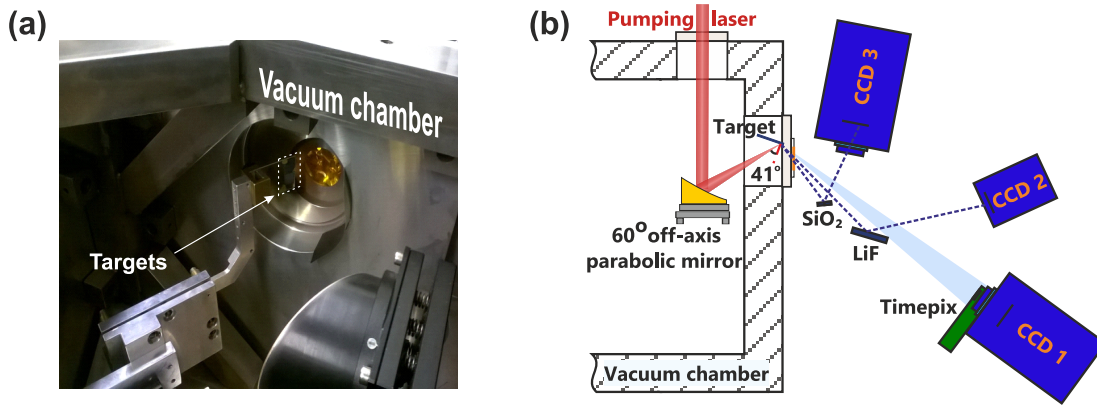 (a)
Vacuum chamber
Targets
(b)
Pumping laser
CCD 3
Target
41°
SiO₂
CCD 2
LiF
60° off-axis
parabolic mirror
Timepix
CCD 1
Vacuum chamber